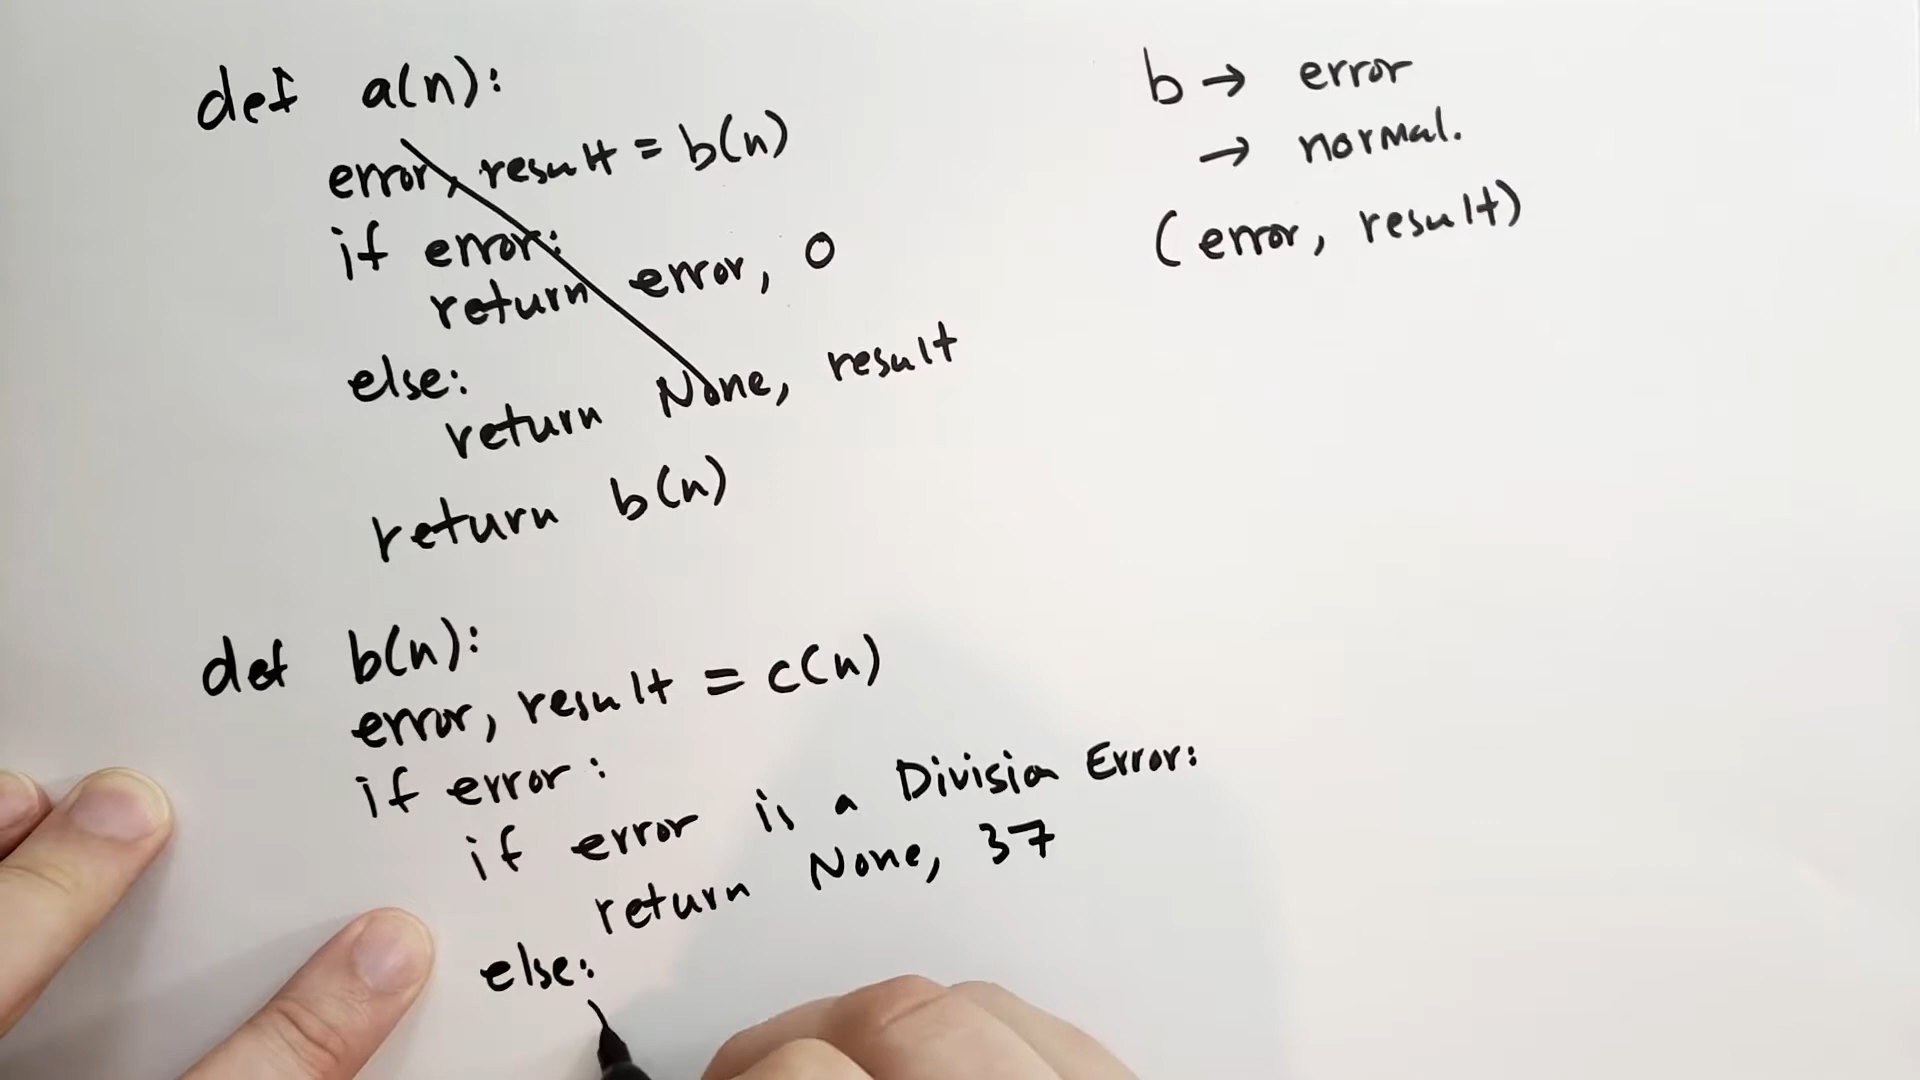 def a(n):
error, result = b(n)
if error:
return error, 0
else:
return None, result
return b(n)
def b(n):
error, result = c(n)
if error:
if error is a Division Error:
return None, 37
else:
b → error
→ normal.
(error, result)